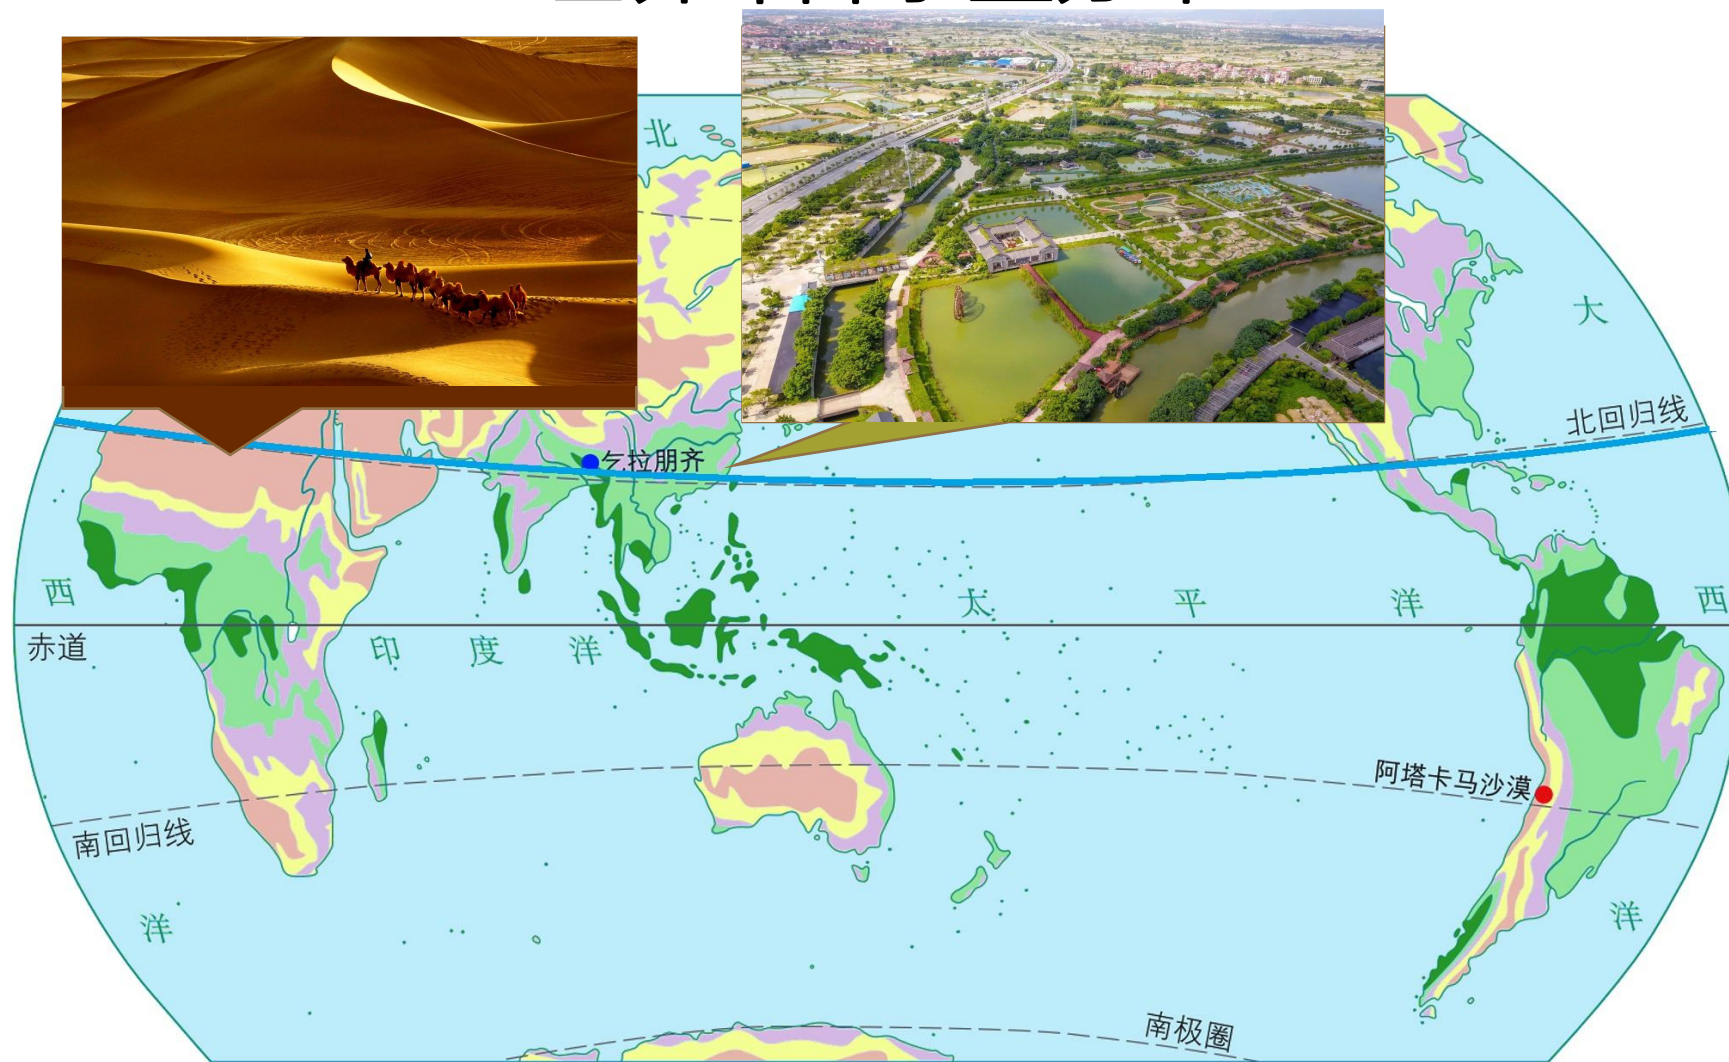 北
大
北回归线
乞拉朋齐
西
太
平
洋
西
赤道
印
度
洋
阿塔卡马沙漠
南回归线
洋
洋
南极圈